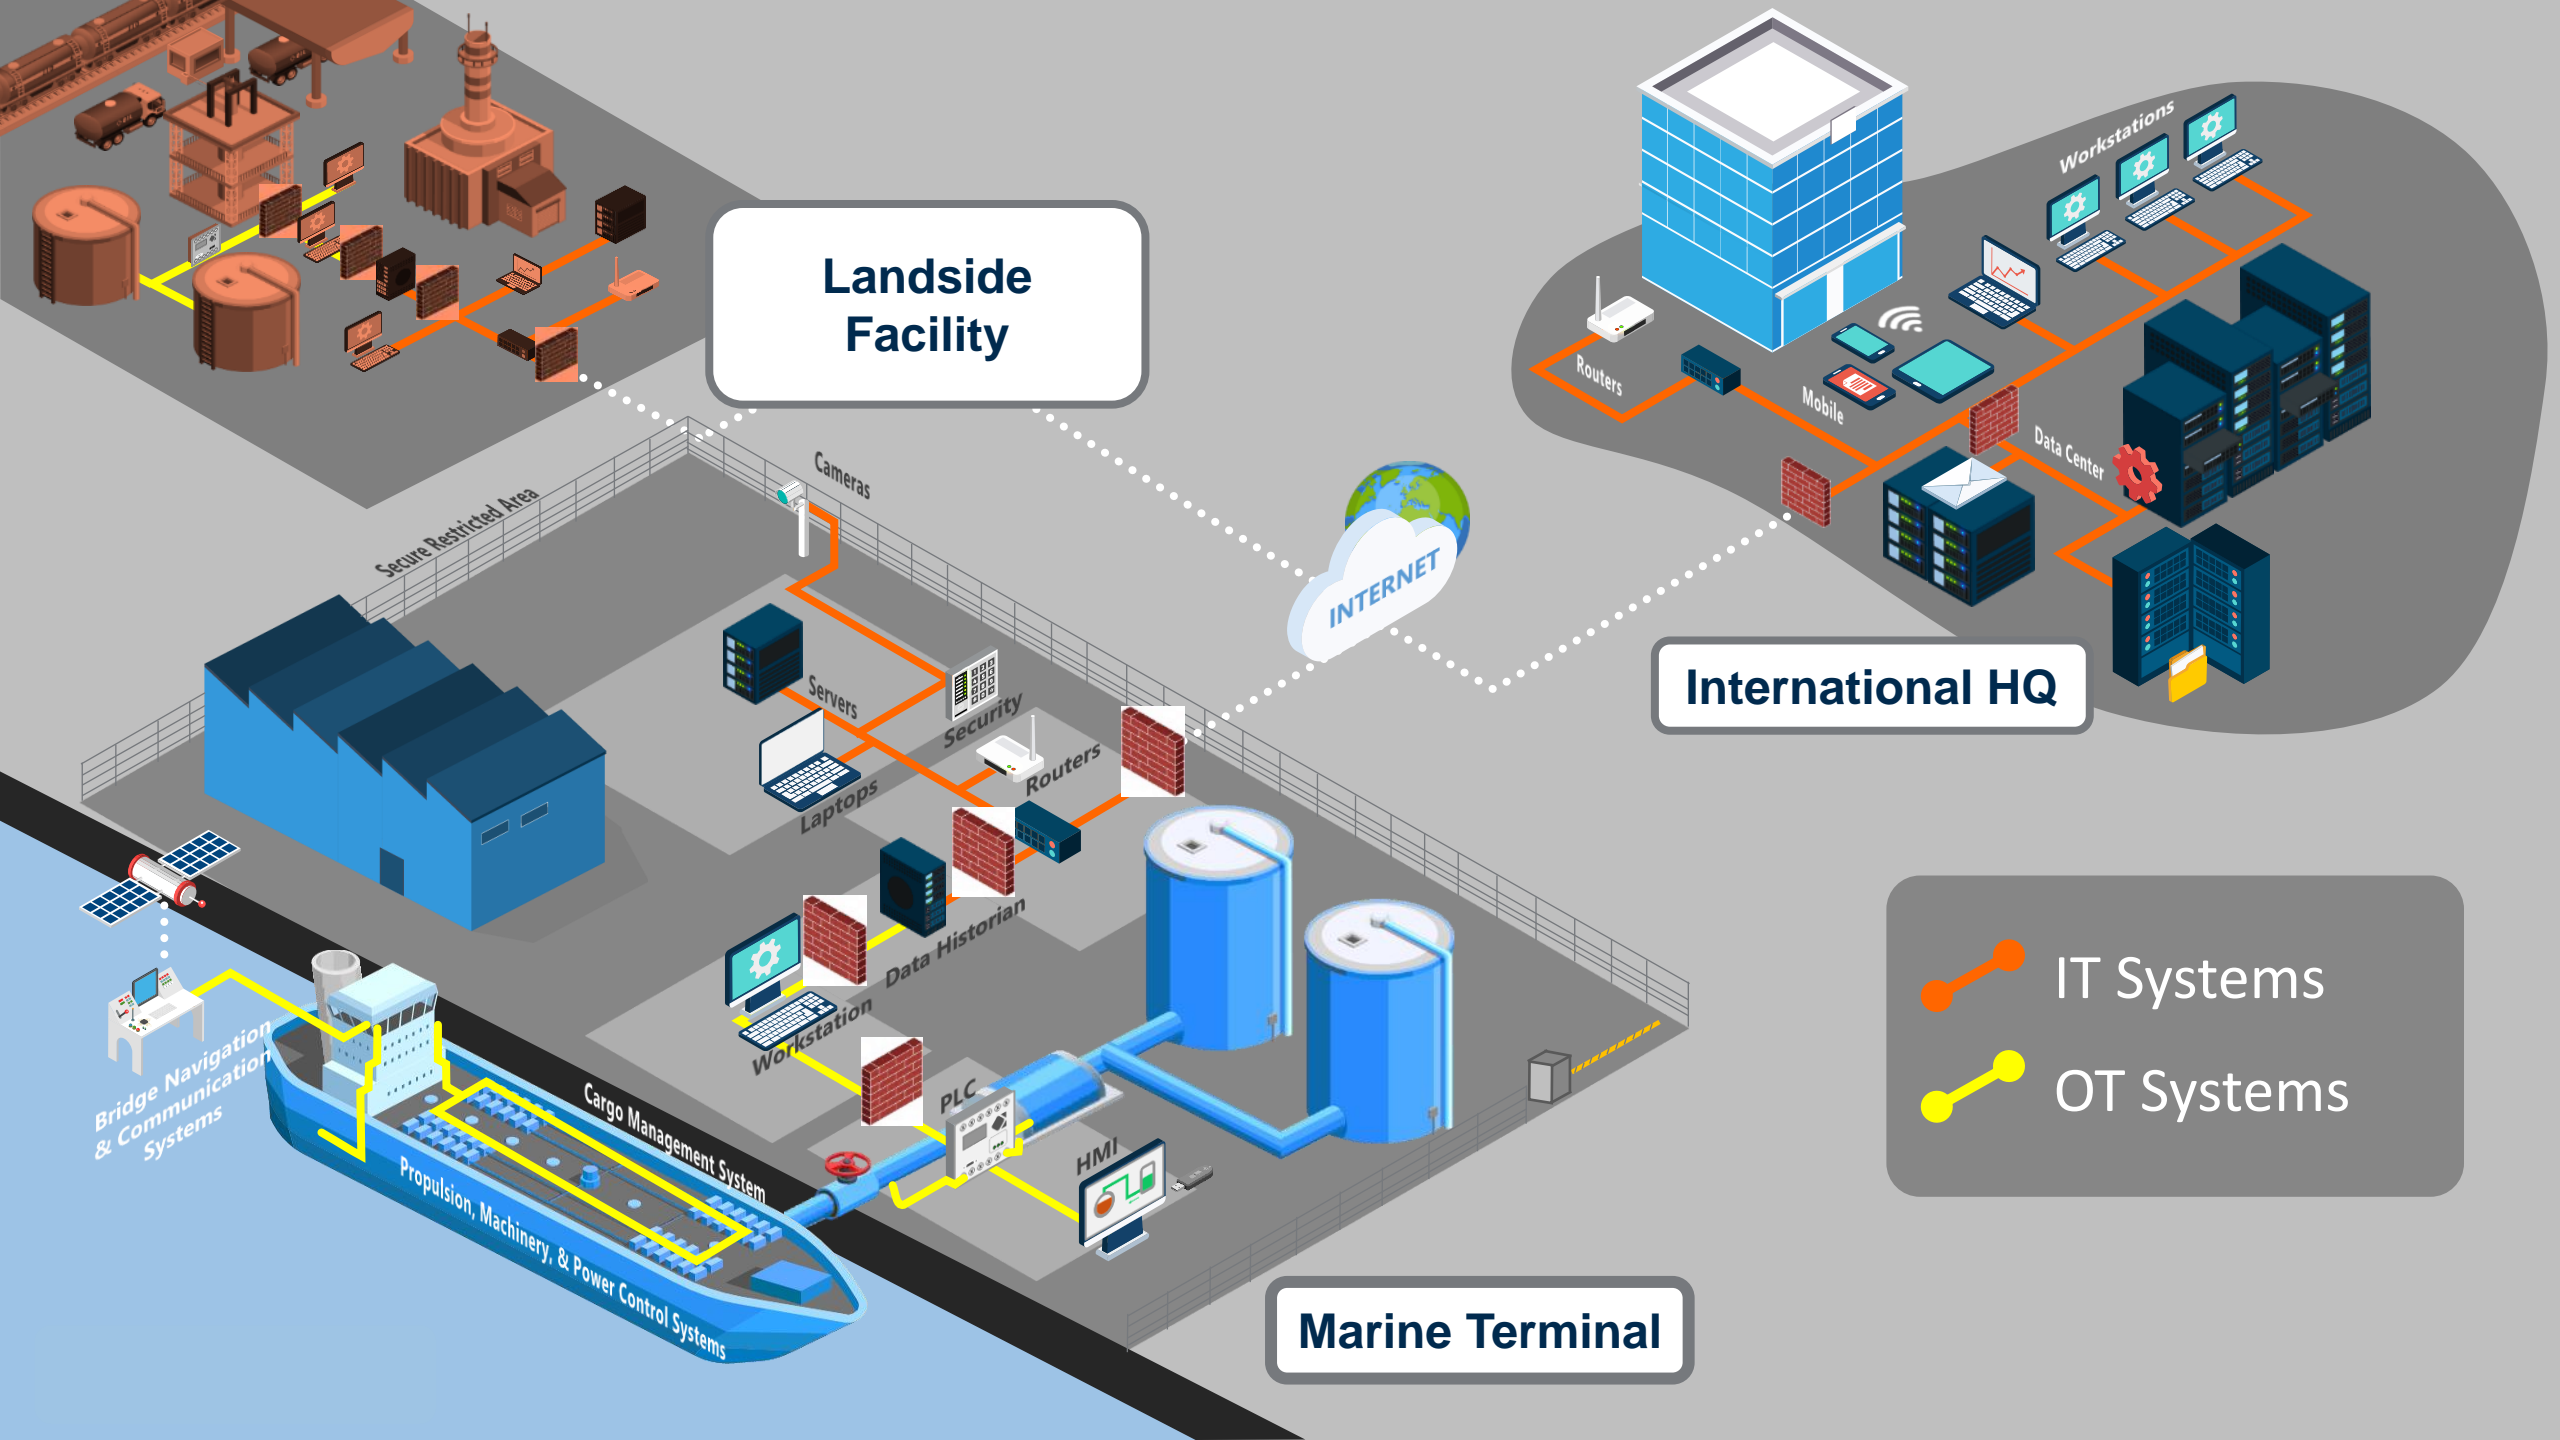 Landside
Facility
Workstations
Routers
Mobile
Data Center
Cameras
Secure Restricted Area
INTERNET
International HQ
Servers
Security
Laptops
Routers
Data Historian
Workstation
PLC
HMI
Bridge Navigation
& Communication
Systems
Cargo Management System
Propulsion, Machinery, & Power Control Systems
IT Systems
OT Systems
Marine Terminal